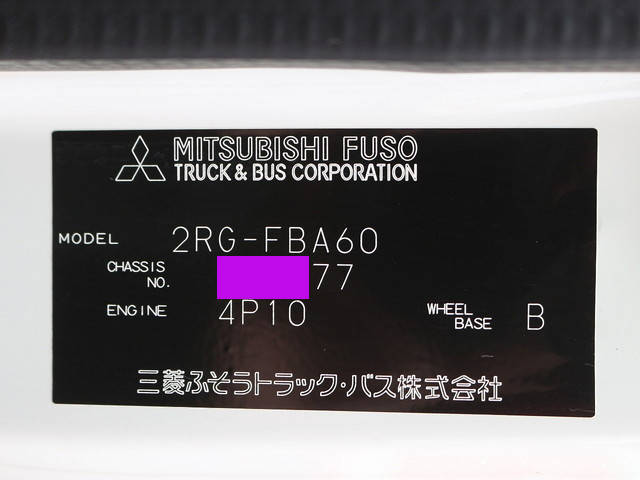 MITSUBISHI FUSO
TRUCK & BUS CORPORATION
MODEL 2RG-FBA60
CHASSIS NO. 77
ENGINE 4P10
WHEEL BASE B
三菱ふそうトラック・バス株式会社